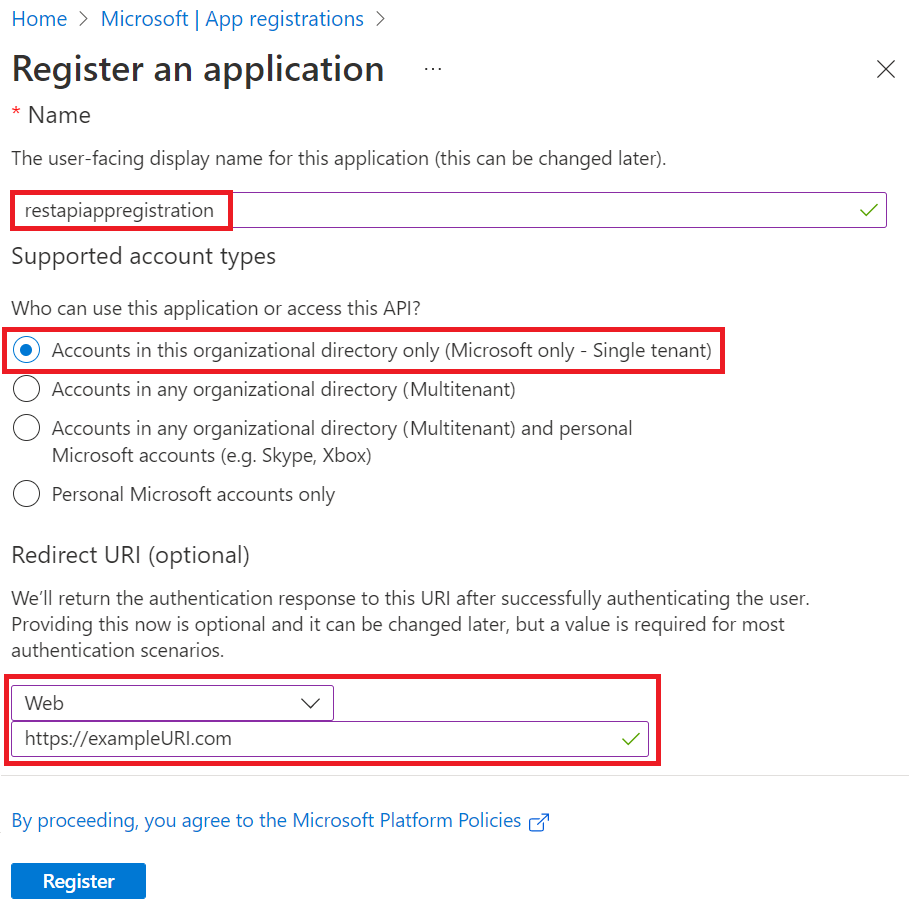 Home > Microsoft | App registrations >
Register an application ...
* Name
The user-facing display name for this application (this can be changed later).
restapiappregistration
Supported account types
Who can use this application or access this API?
Accounts in this organizational directory only (Microsoft only - Single tenant)
Accounts in any organizational directory (Multitenant)
Accounts in any organizational directory (Multitenant) and personal
Microsoft accounts (e.g. Skype, Xbox)
Personal Microsoft accounts only
Redirect URI (optional)
We'll return the authentication response to this URI after successfully authenticating the user.
Providing this now is optional and it can be changed later, but a value is required for most
authentication scenarios.
Web
https://exampleURI.com
By proceeding, you agree to the Microsoft Platform Policies
Register